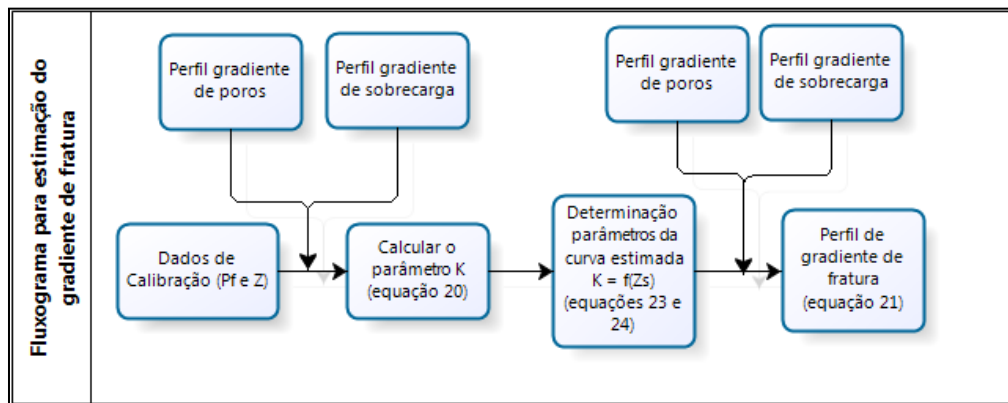 Fluxograma para estimação do
gradiente de fratura
Perfil gradiente
de poros
Perfil gradiente
de sobrecarga
Perfil gradiente
de poros
Perfil gradiente
de sobrecarga
Dados de
Calibração (Pf e Z)
Calcular o
parâmetro K
(equação 20)
Determinação
parâmetros da
curva estimada
K = f(Zs)
(equações 23 e
24)
Perfil de
gradiente de
fratura
(equação 21)